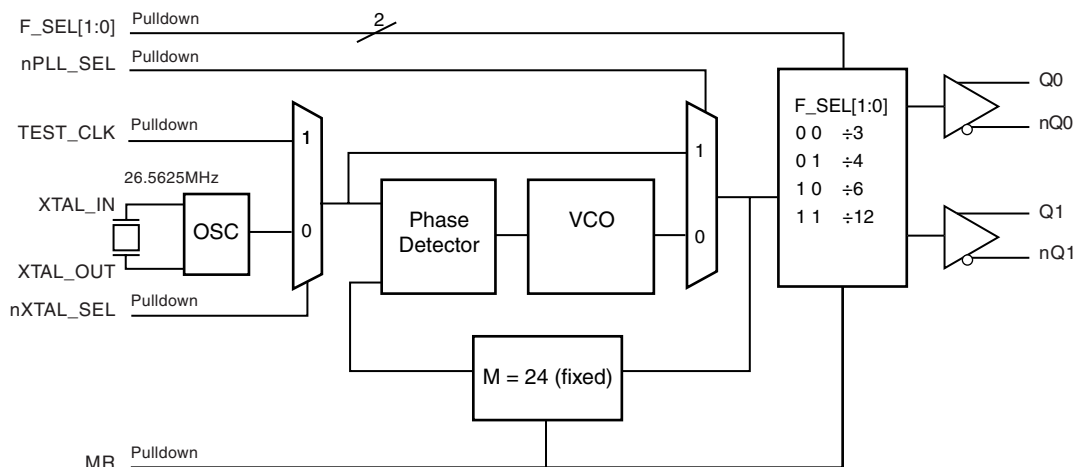 F_SEL[1:0] Pulldown 2
nPLL_SEL Pulldown
TEST_CLK Pulldown
26.5625MHz
XTAL_IN
OSC
XTAL_OUT
nXTAL_SEL Pulldown
1
0
Phase
Detector
VCO
1
0
M = 24 (fixed)
F_SEL[1:0]
0 0 ÷3
0 1 ÷4
1 0 ÷6
1 1 ÷12
Q0
nQ0
Q1
nQ1
MR Pulldown